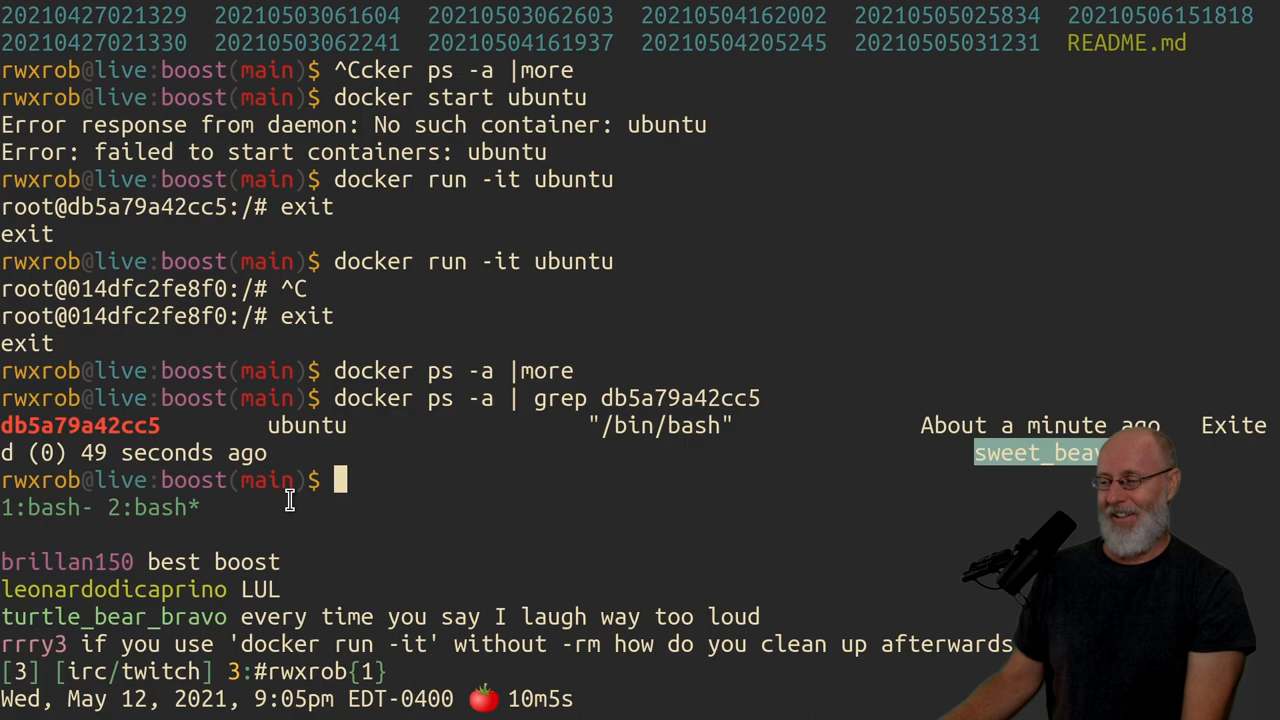 20210427021329 20210503061604 20210503062603 20210504162002 20210505025834 20210506151818
20210427021330 20210503062241 20210504161937 20210504205245 20210505031231 README.md
rwxrob@live:boost(main)$ ^Ccker ps -a |more
rwxrob@live:boost(main)$ docker start ubuntu
Error response from daemon: No such container: ubuntu
Error: failed to start containers: ubuntu
rwxrob@live:boost(main)$ docker run -it ubuntu
root@db5a79a42cc5:/# exit
exit
rwxrob@live:boost(main)$ docker run -it ubuntu
root@014dfc2fe8f0:/# ^C
root@014dfc2fe8f0:/# exit
exit
rwxrob@live:boost(main)$ docker ps -a |more
rwxrob@live:boost(main)$ docker ps -a | grep db5a79a42cc5
db5a79a42cc5 ubuntu "/bin/bash" About a minute ago Exite
d (0) 49 seconds ago sweet_beav
rwxrob@live:boost(main)$
1:bash- 2:bash*
brillan150 best boost
leonardodicaprino LUL
turtle_bear_bravo every time you say I laugh way too loud
rrry3 if you use 'docker run -it' without -rm how do you clean up afterwards
[3] [irc/twitch] 3:#rwxrob{1}
Wed, May 12, 2021, 9:05pm EDT-0400 🍅 10m5s